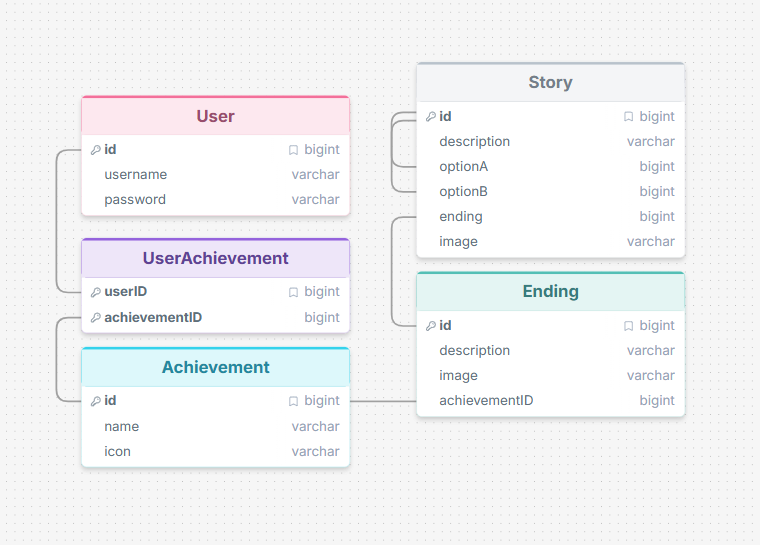 User
id bigint
username varchar
password varchar
UserAchievement
userID bigint
achievementID bigint
Achievement
id bigint
name varchar
icon varchar
Story
id bigint
description varchar
optionA bigint
optionB bigint
ending bigint
image varchar
Ending
id bigint
description varchar
image varchar
achievementID bigint